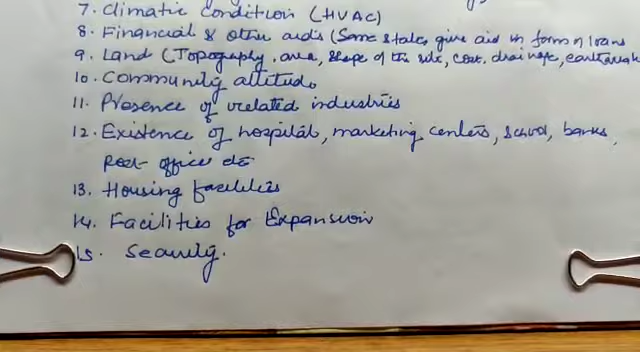 7. Climatic Condition (HVAC)
8. Financial & other aids (Some states give aid in form of loans
9. Land (Topography, area, shape of the site, cost, drainage, earthquak
10. Community attitude
11. Presence of related industries
12. Existence of hospital, marketing centers, school, banks,
Post-office etc
13. Housing facilities
14. Facilities for Expansion
15. Security.